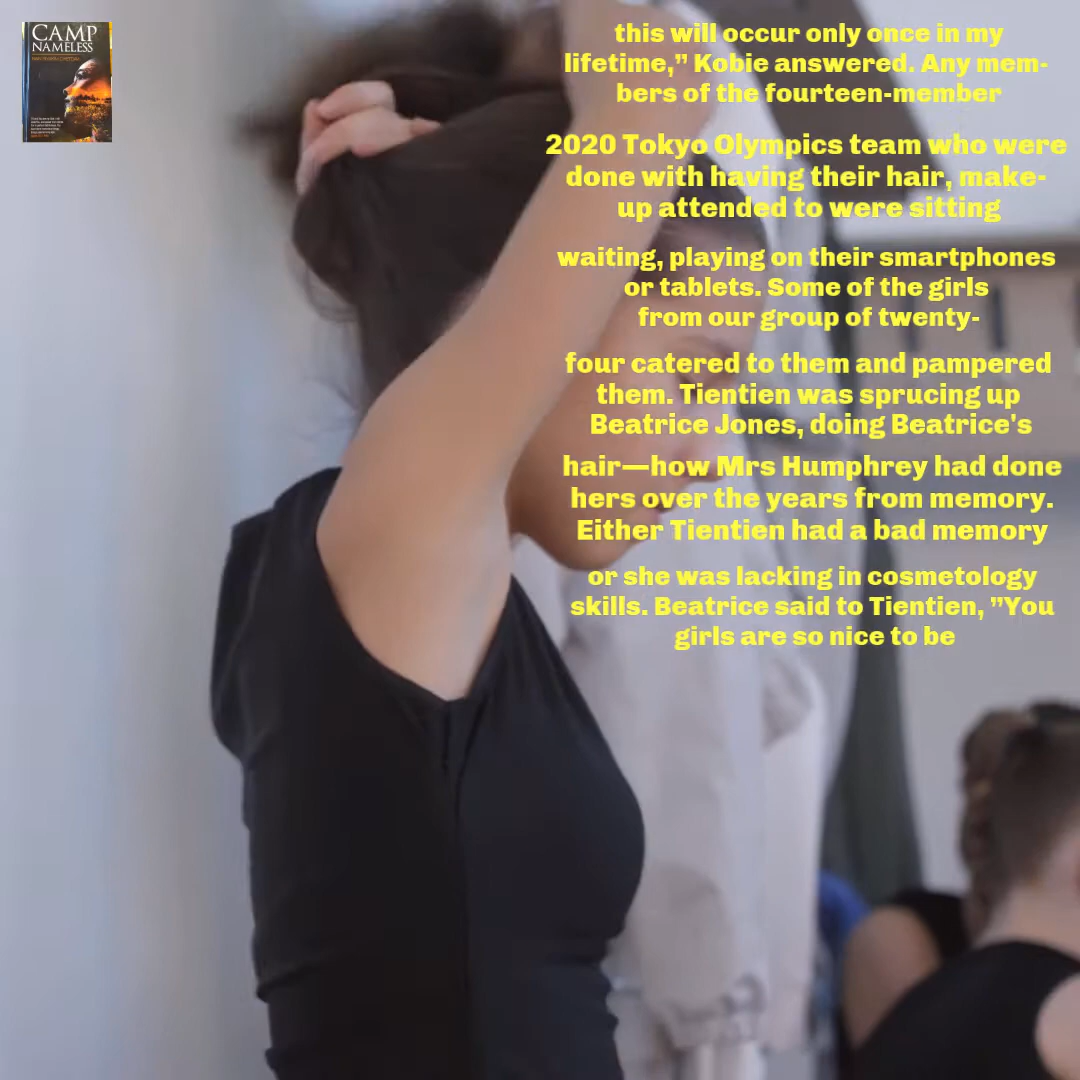 CAMP
NAMELESS
this will occur only once in my
lifetime,” Kobie answered. Any mem-
bers of the fourteen-member
2020 Tokyo Olympics team who were
done with having their hair, make-
up attended to were sitting
waiting, playing on their smartphones
or tablets. Some of the girls
from our group of twenty-
four catered to them and pampered
them. Tientien was sprucing up
Beatrice Jones, doing Beatrice's
hair—how Mrs Humphrey had done
hers over the years from memory.
Either Tientien had a bad memory
or she was lacking in cosmetology
skills. Beatrice said to Tientien, ”You
girls are so nice to be